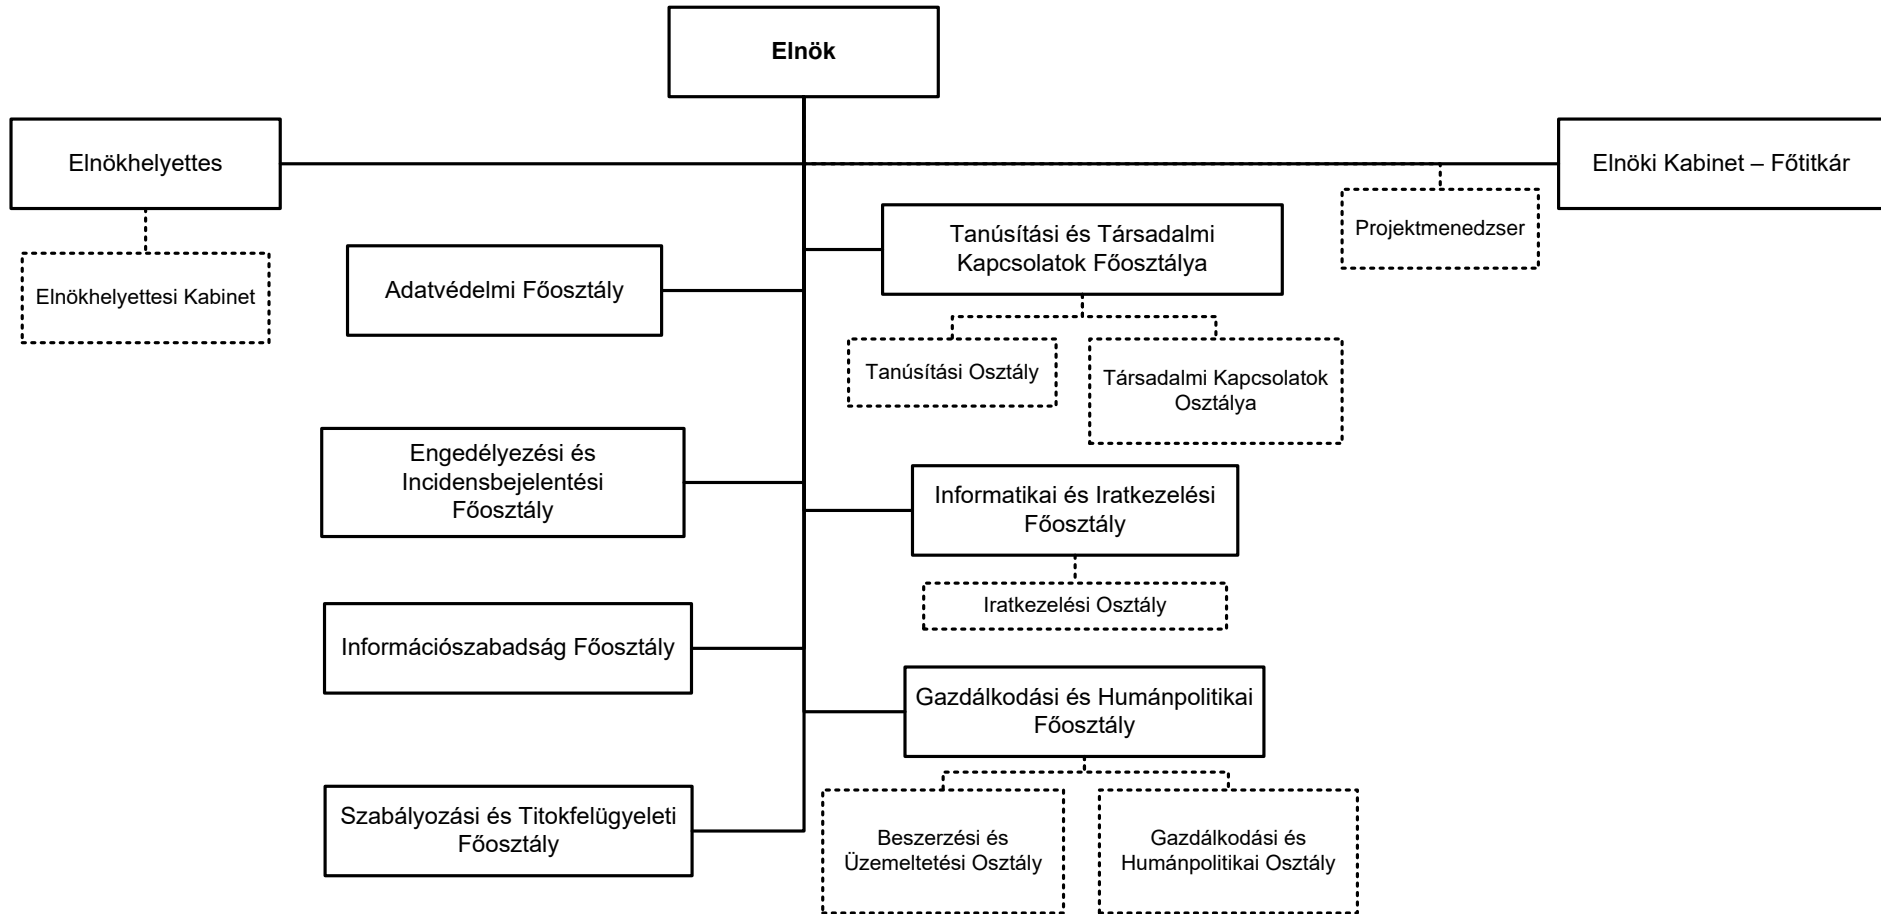 Elnök
Elnökhelyettes
Elnöki Kabinet – Főtitkár
Projektmenedzser
Elnökhelyettesi Kabinet
Adatvédelmi Főosztály
Tanúsítási és Társadalmi
Kapcsolatok Főosztálya
Tanúsítási Osztály
Társadalmi Kapcsolatok
Osztálya
Engedélyezési és
Incidensbejelentési
Főosztály
Informatikai és Iratkezelési
Főosztály
Iratkezelési Osztály
Információszabadság Főosztály
Gazdálkodási és Humánpolitikai
Főosztály
Szabályozási és Titokfelügyeleti
Főosztály
Beszerzési és
Üzemeltetési Osztály
Gazdálkodási és
Humánpolitikai Osztály